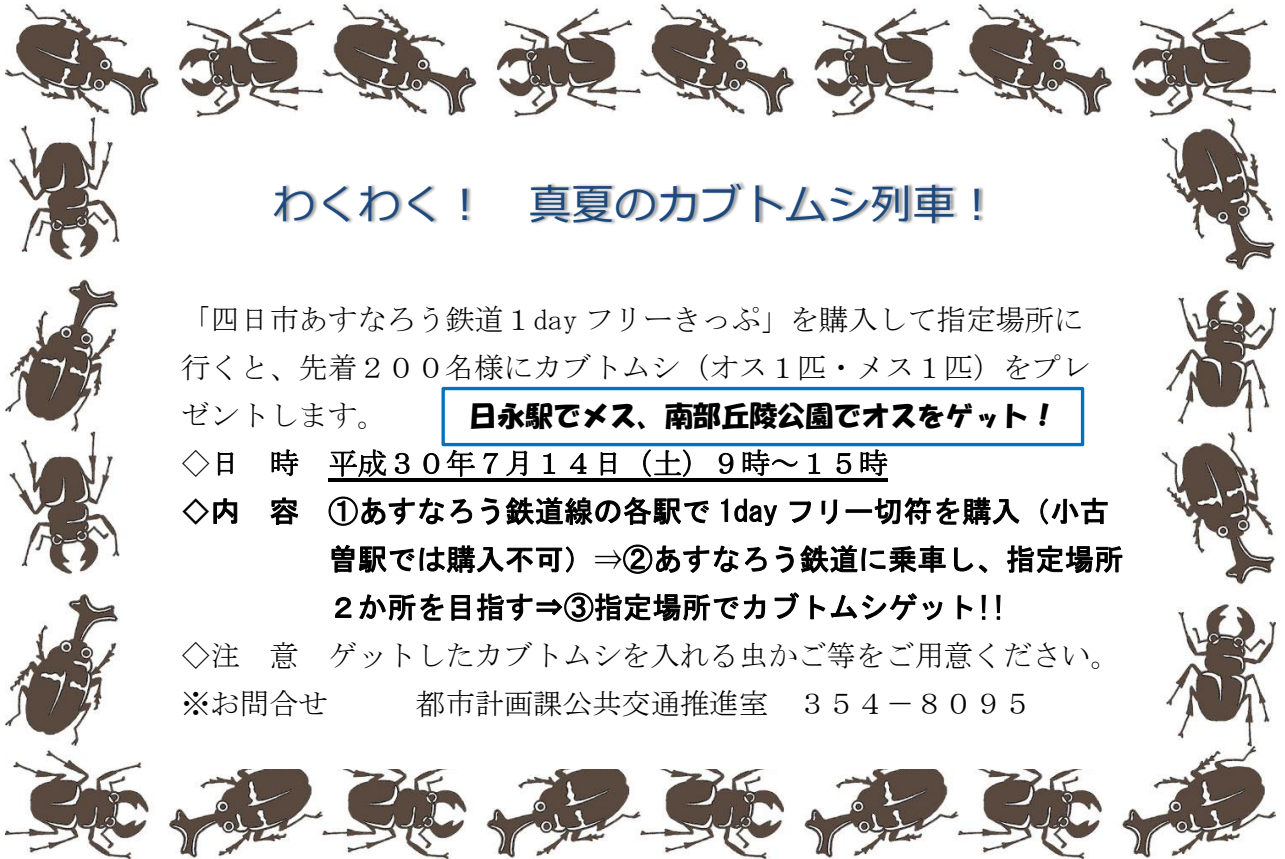 わくわく！　真夏のカブトムシ列車！
「四日市あすなろう鉄道１day フリーきっぷ」を購入して指定場所に
行くと、先着２００名様にカブトムシ（オス１匹・メス１匹）をプレ
ゼントします。
日永駅でメス、南部丘陵公園でオスをゲット！
◇日　時　平成３０年７月１４日（土）９時～１５時
◇内　容　①あすなろう鉄道線の各駅で 1day フリー切符を購入（小古
曽駅では購入不可）⇒②あすなろう鉄道に乗車し、指定場所
２か所を目指す⇒③指定場所でカブトムシゲット!!
◇注　意　ゲットしたカブトムシを入れる虫かご等をご用意ください。
※お問合せ　　　都市計画課公共交通推進室　３５４－８０９５